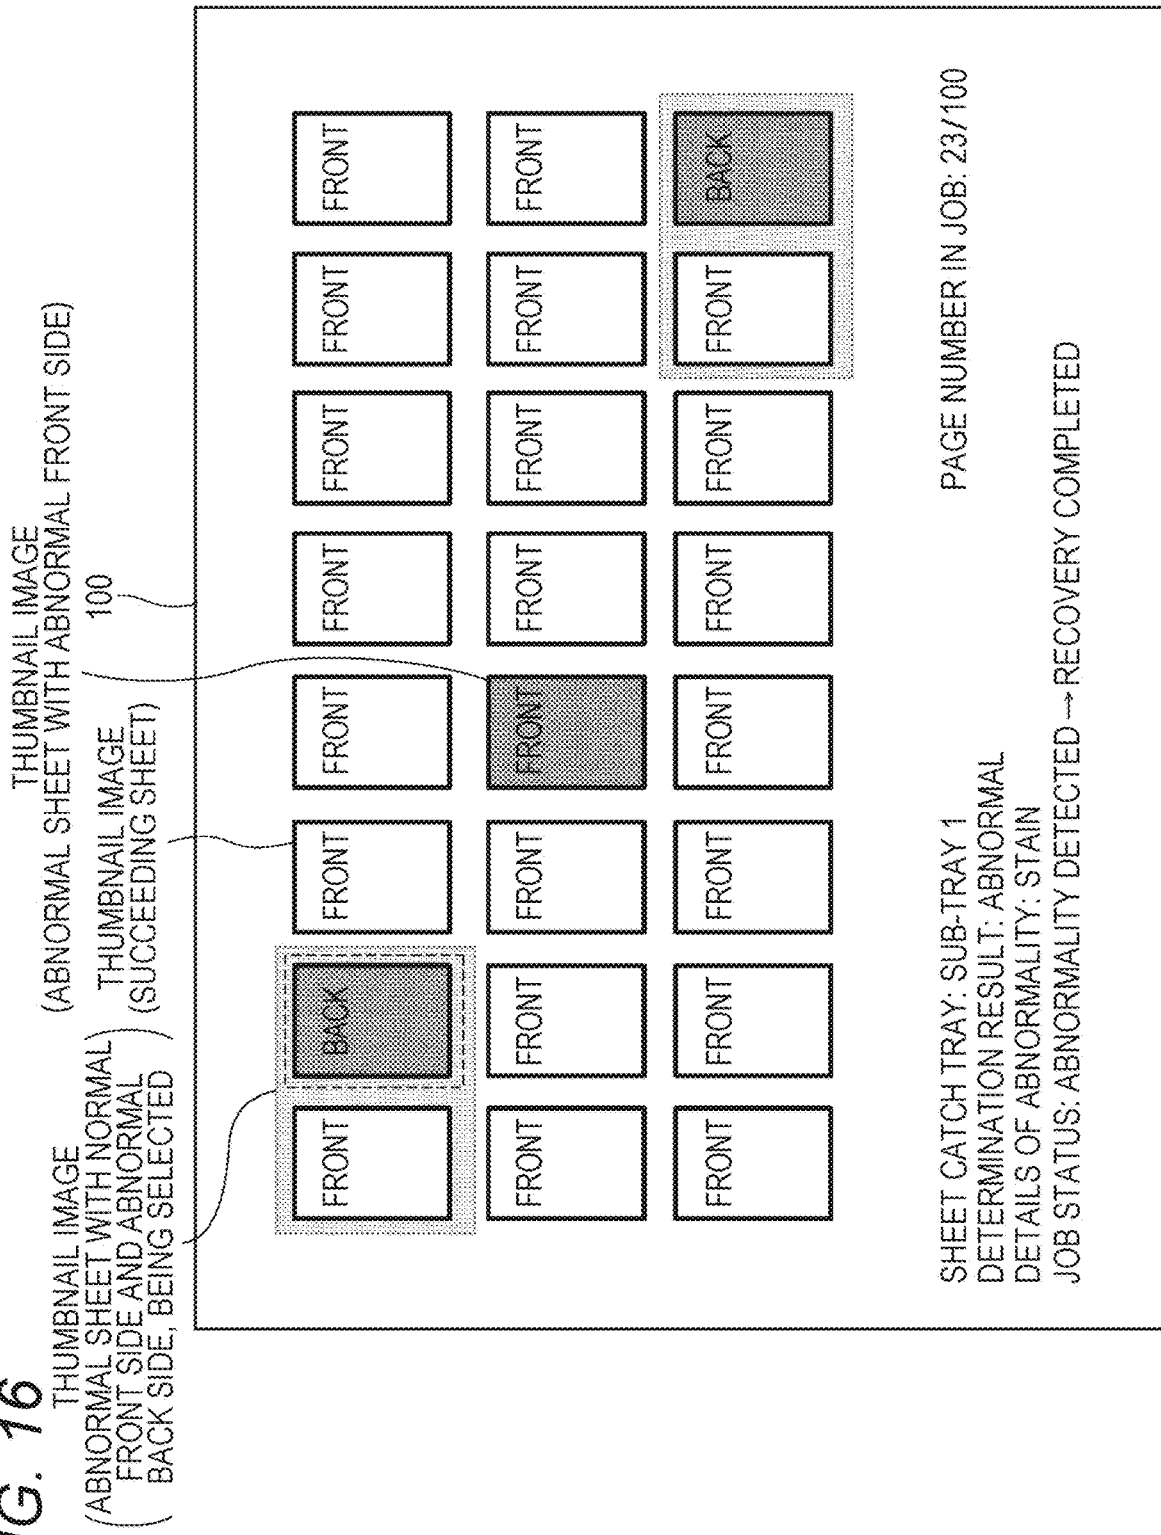 IG. 16
THUMBNAIL IMAGE
(ABNORMAL SHEET WITH NORMAL
FRONT SIDE AND ABNORMAL
BACK SIDE, BEING SELECTED)
THUMBNAIL IMAGE
(SUCCEEDING SHEET)
THUMBNAIL IMAGE
(ABNORMAL SHEET WITH ABNORMAL FRONT SIDE)
100
FRONT BACK FRONT FRONT FRONT FRONT FRONT FRONT
FRONT FRONT FRONT FRONT FRONT FRONT FRONT FRONT
FRONT FRONT FRONT FRONT FRONT FRONT FRONT BACK
SHEET CATCH TRAY: SUB-TRAY 1 PAGE NUMBER IN JOB: 23/100
DETERMINATION RESULT: ABNORMAL
DETAILS OF ABNORMALITY: STAIN
JOB STATUS: ABNORMALITY DETECTED → RECOVERY COMPLETED